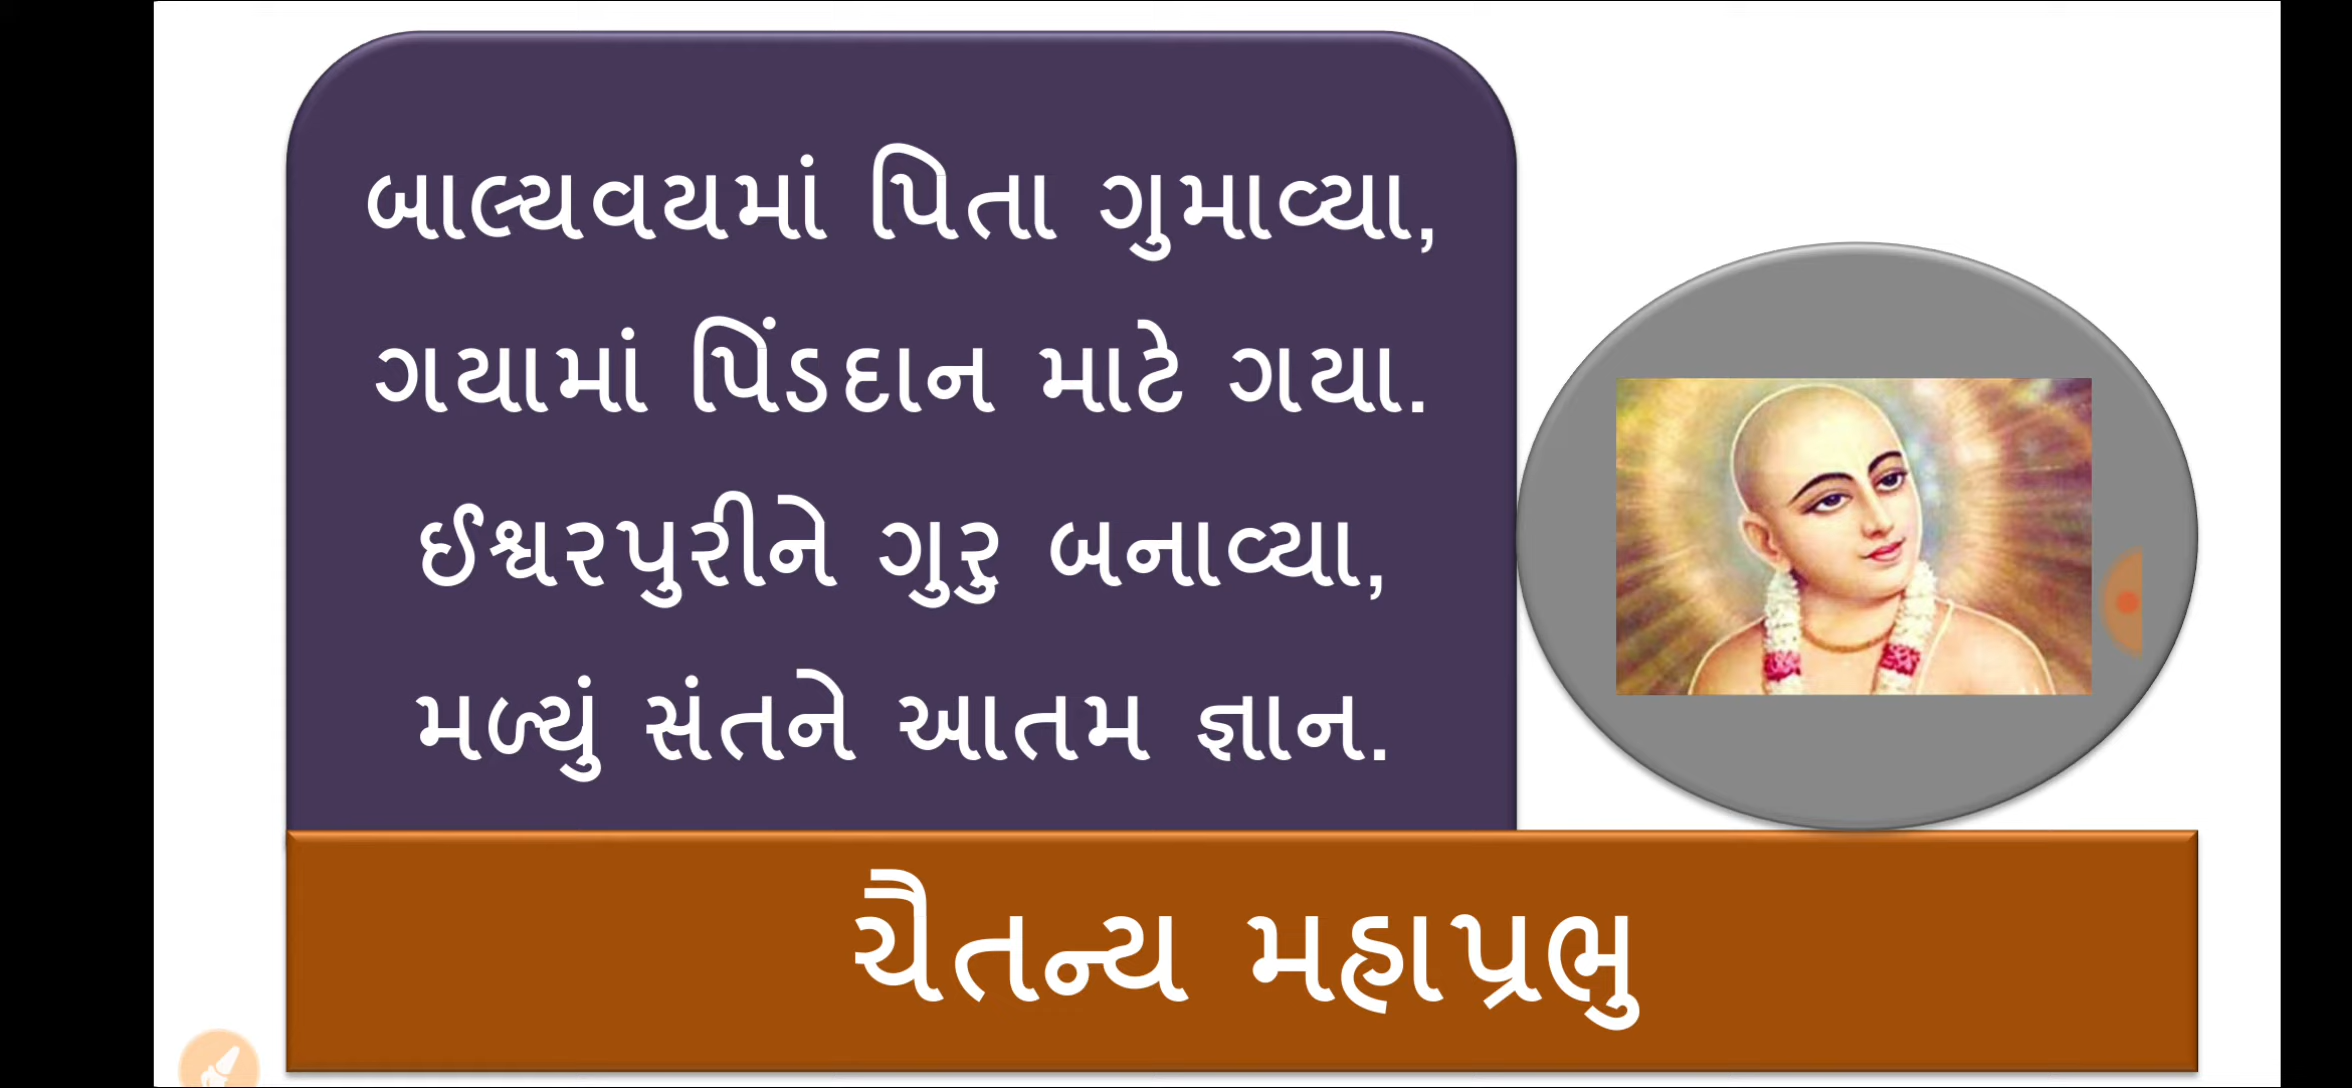 બાલ્યવયમાં પિતા ગુમાવ્યા,
ગયામાં પિંડદાન માટે ગયા.
ઈશ્વરપુરીને ગુરુ બનાવ્યા,
મળ્યું સંતને આતમ જ્ઞાન.
ચૈતન્ય મહાપ્રભુ